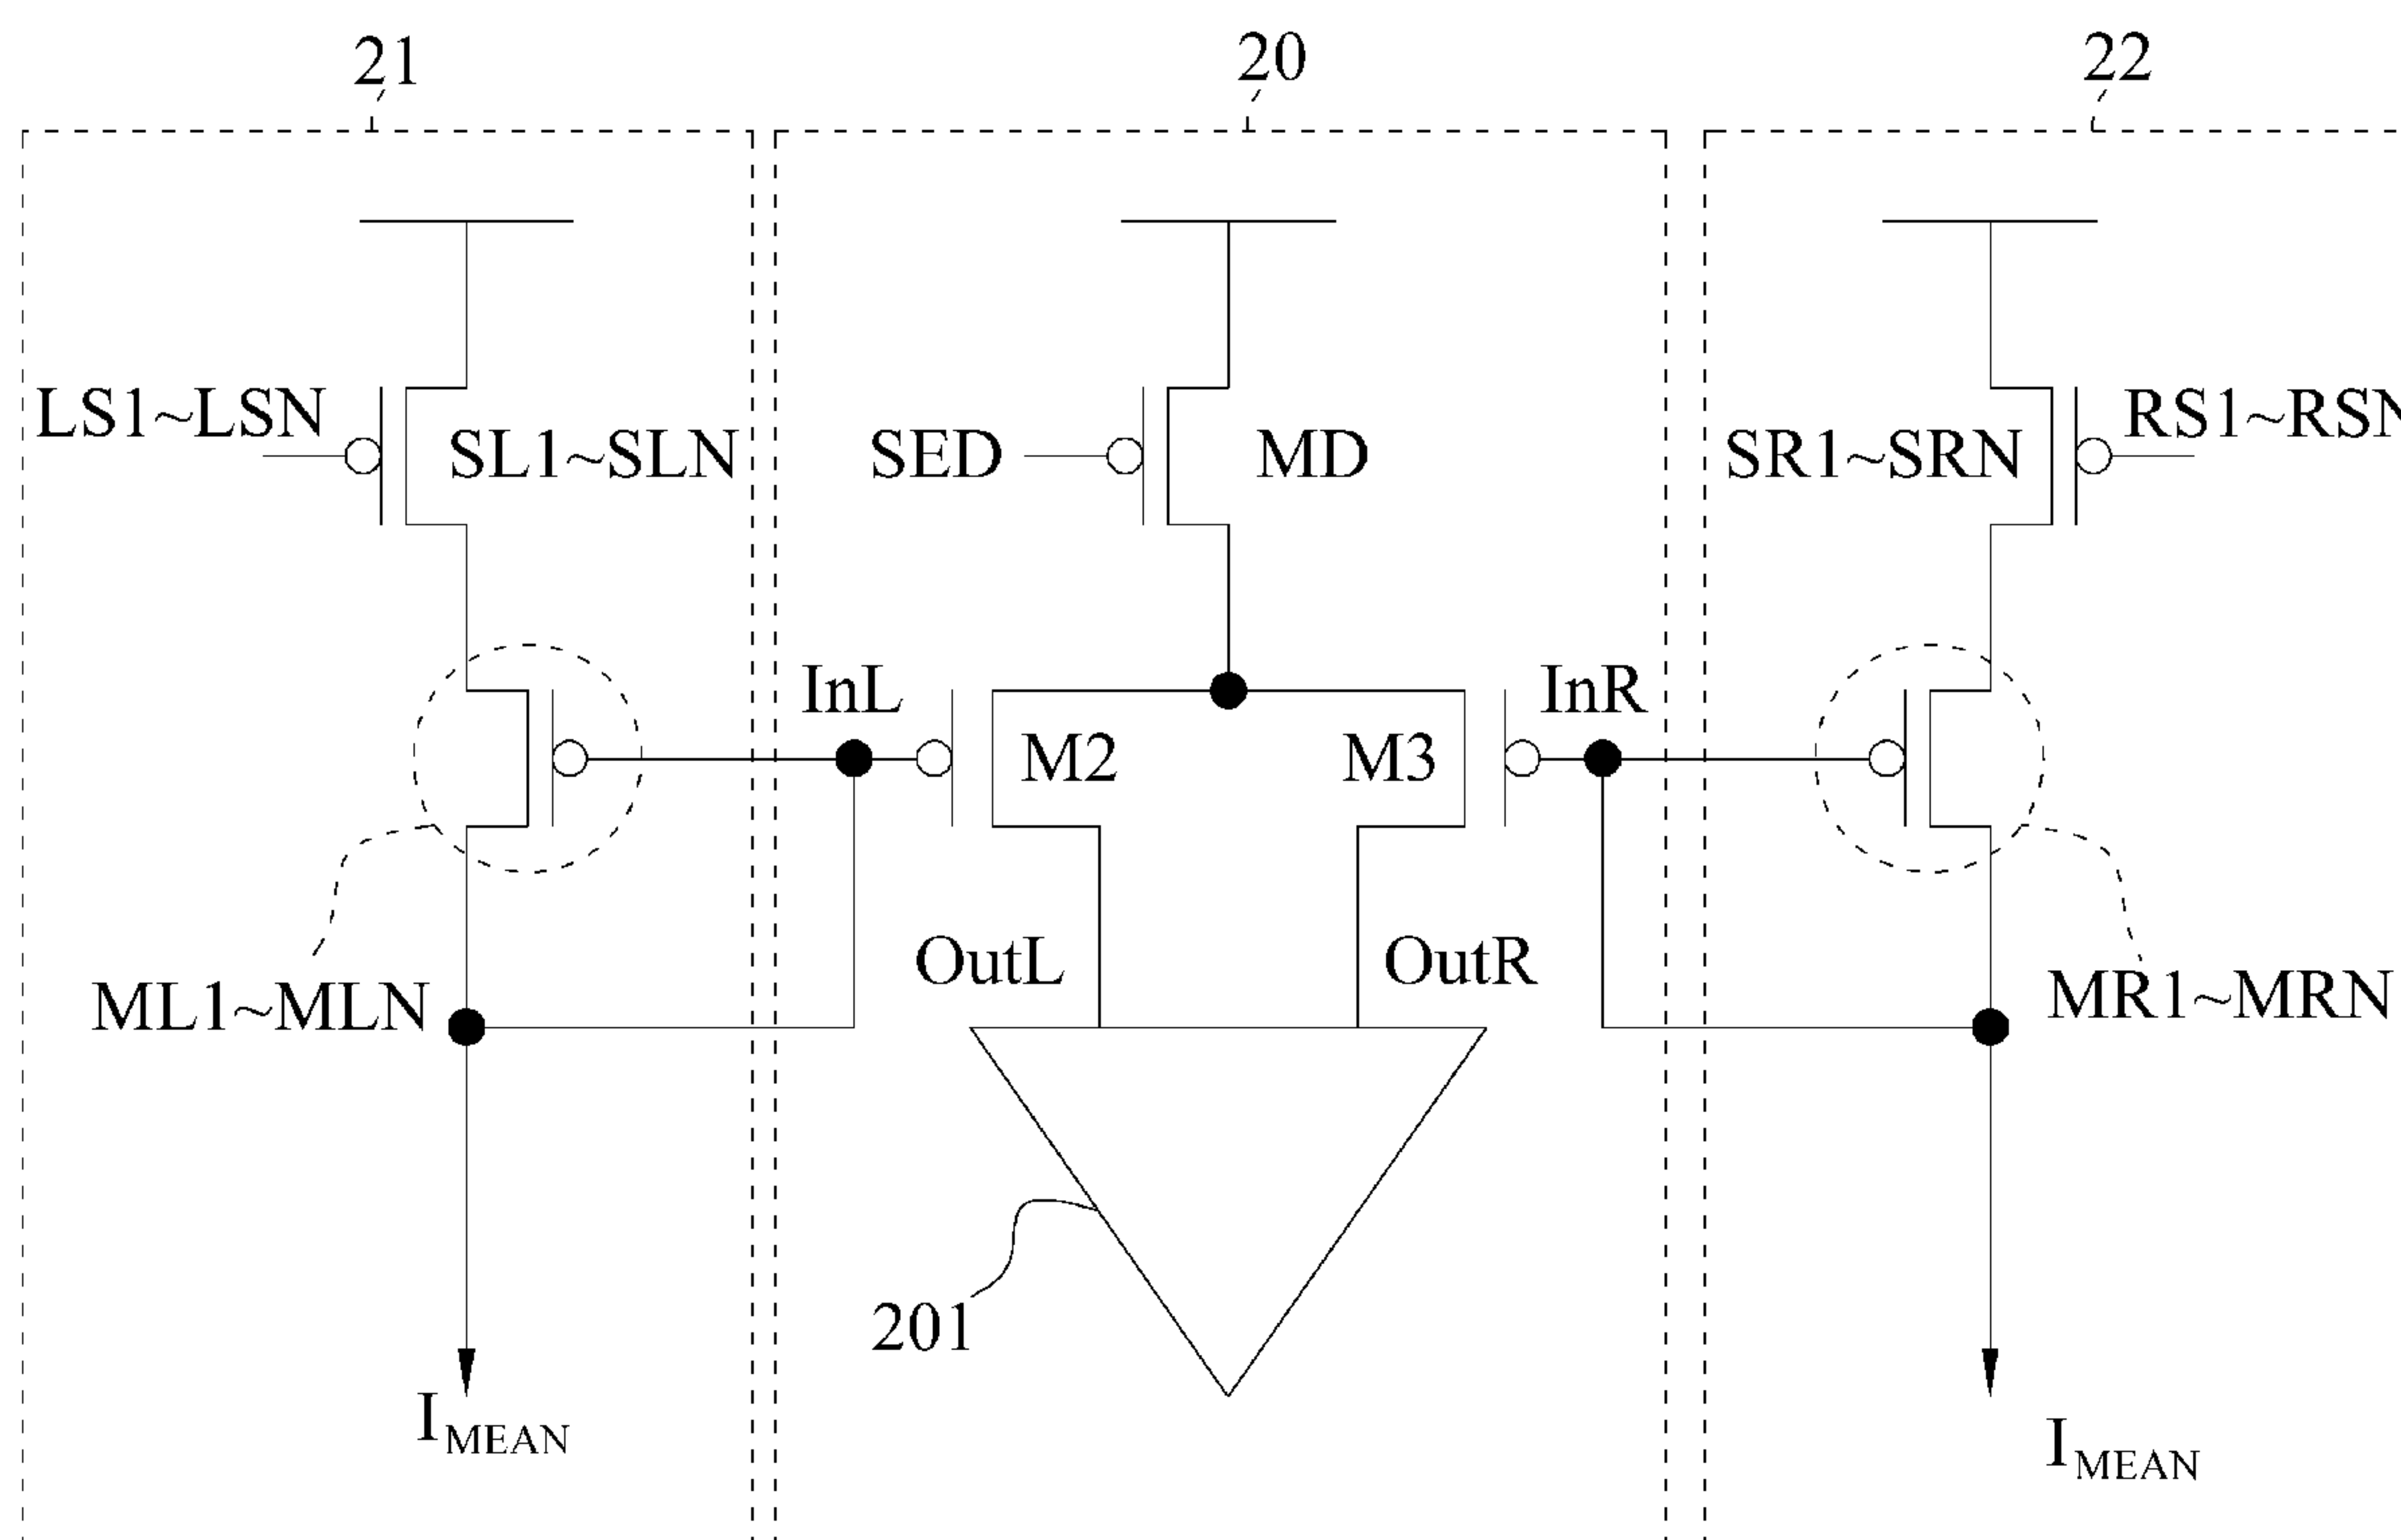 21
20
22
LS1~LSN
SL1~SLN
SED
MD
SR1~SRN
RS1~RSN
InL
InR
M2
M3
OutL
OutR
ML1~MLN
MR1~MRN
201
IMEAN
IMEAN